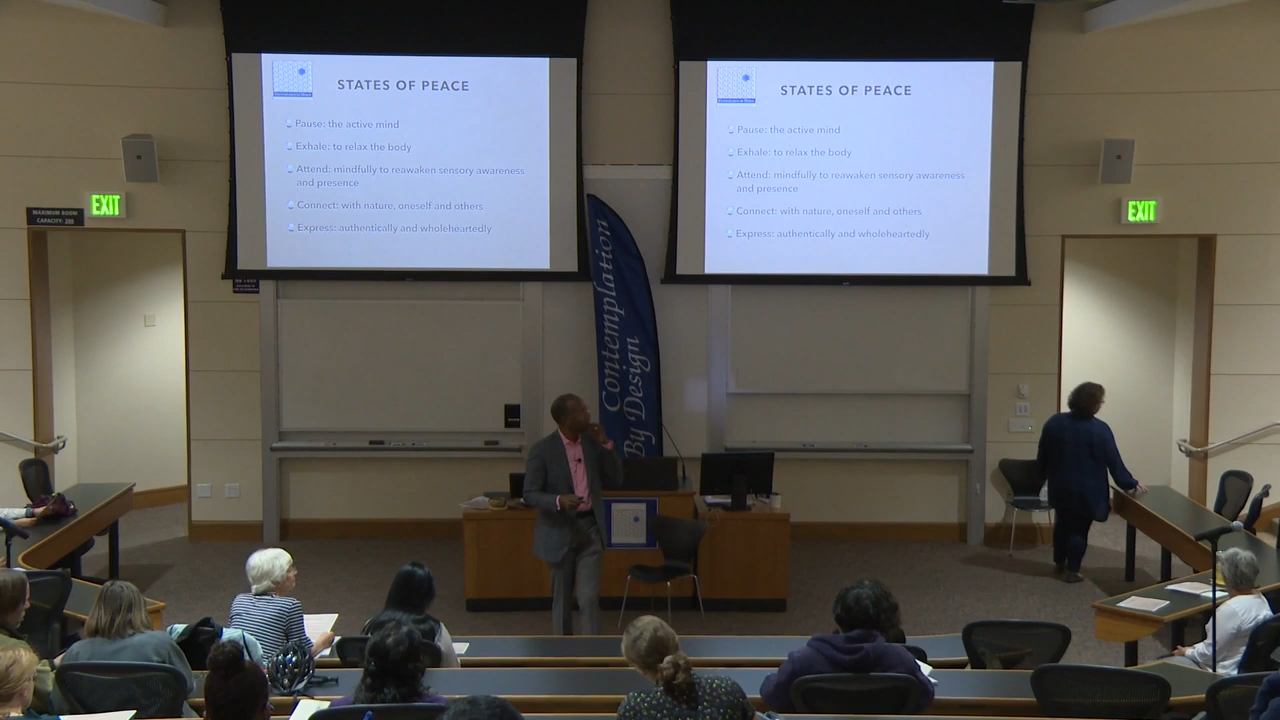 STATES OF PEACE
Pause: the active mind
Exhale: to relax the body
Attend: mindfully to reawaken sensory awareness
and presence
Connect: with nature, oneself and others
Express: authentically and wholeheartedly
STATES OF PEACE
Pause: the active mind
Exhale: to relax the body
Attend: mindfully to reawaken sensory awareness
and presence
Connect: with nature, oneself and others
Express: authentically and wholeheartedly
EXIT
MAXIMUM ROOM
CAPACITY:
EXIT
Contemplation
By Design